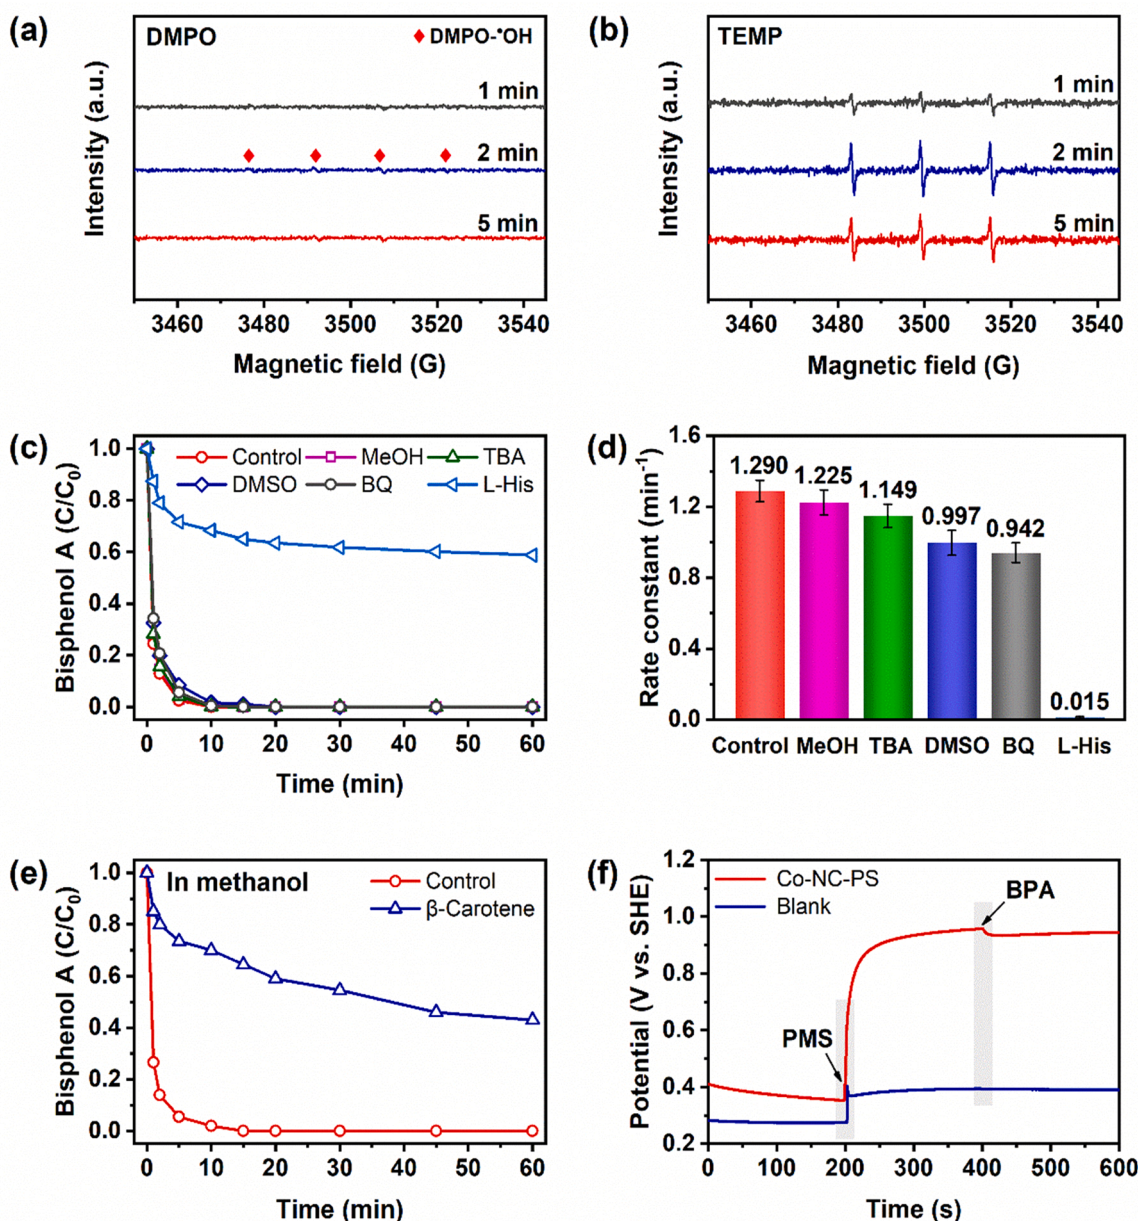 (a)
DMPO
♦ DMPO-•OH
1 min
2 min
5 min
Intensity (a.u.)
3460 3480 3500 3520 3540
Magnetic field (G)
(b)
TEMP
1 min
2 min
5 min
Intensity (a.u.)
3460 3480 3500 3520 3540
Magnetic field (G)
(c)
Control MeOH TBA
DMSO BQ L-His
Bisphenol A (C/C0)
1.0
0.8
0.6
0.4
0.2
0.0
0 10 20 30 40 50 60
Time (min)
(d)
Rate constant (min-1)
1.6
1.2
0.8
0.4
0.0
1.290
1.225
1.149
0.997
0.942
0.015
Control MeOH TBA DMSO BQ L-His
(e)
In methanol
Control
β-Carotene
Bisphenol A (C/C0)
1.0
0.8
0.6
0.4
0.2
0.0
0 10 20 30 40 50 60
Time (min)
(f)
Co-NC-PS
Blank
BPA
PMS
Potential (V vs. SHE)
1.2
1.0
0.8
0.6
0.4
0.2
0 100 200 300 400 500 600
Time (s)